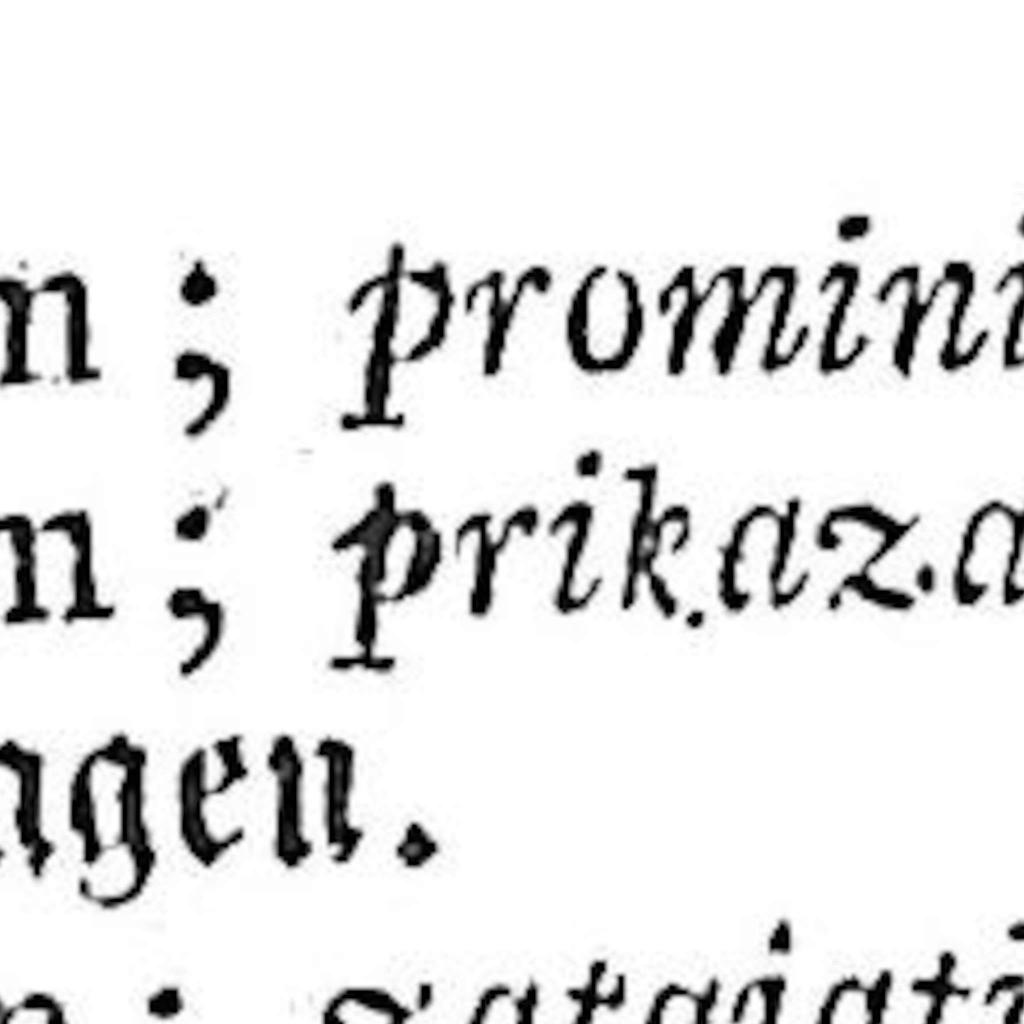 n ; promini
n ; prikaza
ngen.